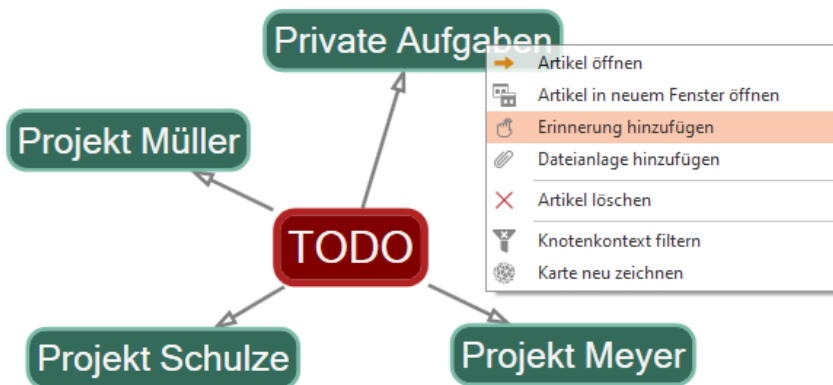 Private Aufgaben
Artikel öffnen
Artikel in neuem Fenster öffnen
Erinnerung hinzufügen
Dateianlage hinzufügen
Artikel löschen
Knotenkontext filtern
Karte neu zeichnen
Projekt Müller
TODO
Projekt Schulze
Projekt Meyer